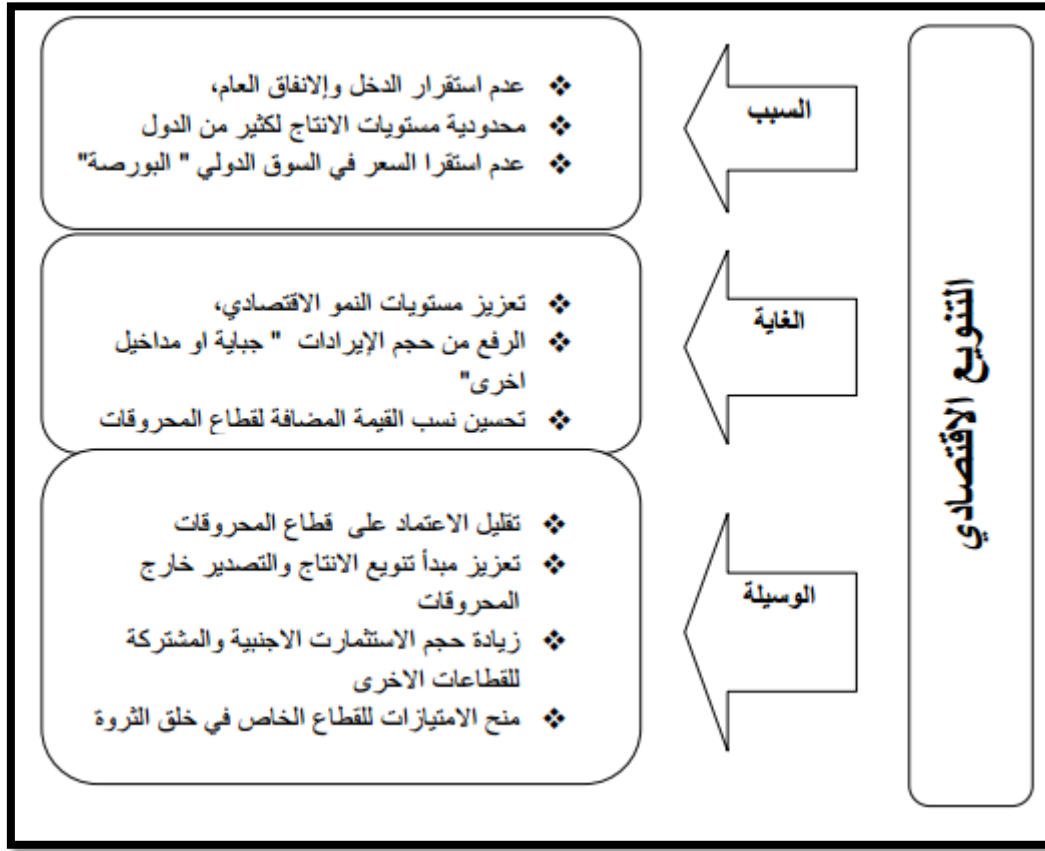 التنويع الاقتصادي
السبب
عدم استقرار الدخل وإلانفاق العام،
محدودية مستويات الانتاج لكثير من الدول
عدم استقرا السعر في السوق الدولي " البورصة"
الغاية
تعزيز مستويات النمو الاقتصادي،
الرفع من حجم الإيرادات " جباية او مداخيل
اخرى"
تحسين نسب القيمة المضافة لقطاع المحروقات
الوسيلة
تقليل الاعتماد على قطاع المحروقات
تعزيز مبدأ تنويع الانتاج والتصدير خارج
المحروقات
زيادة حجم الاستثمارت الاجنبية والمشتركة
للقطاعات الاخرى
منح الامتيازات للقطاع الخاص في خلق الثروة